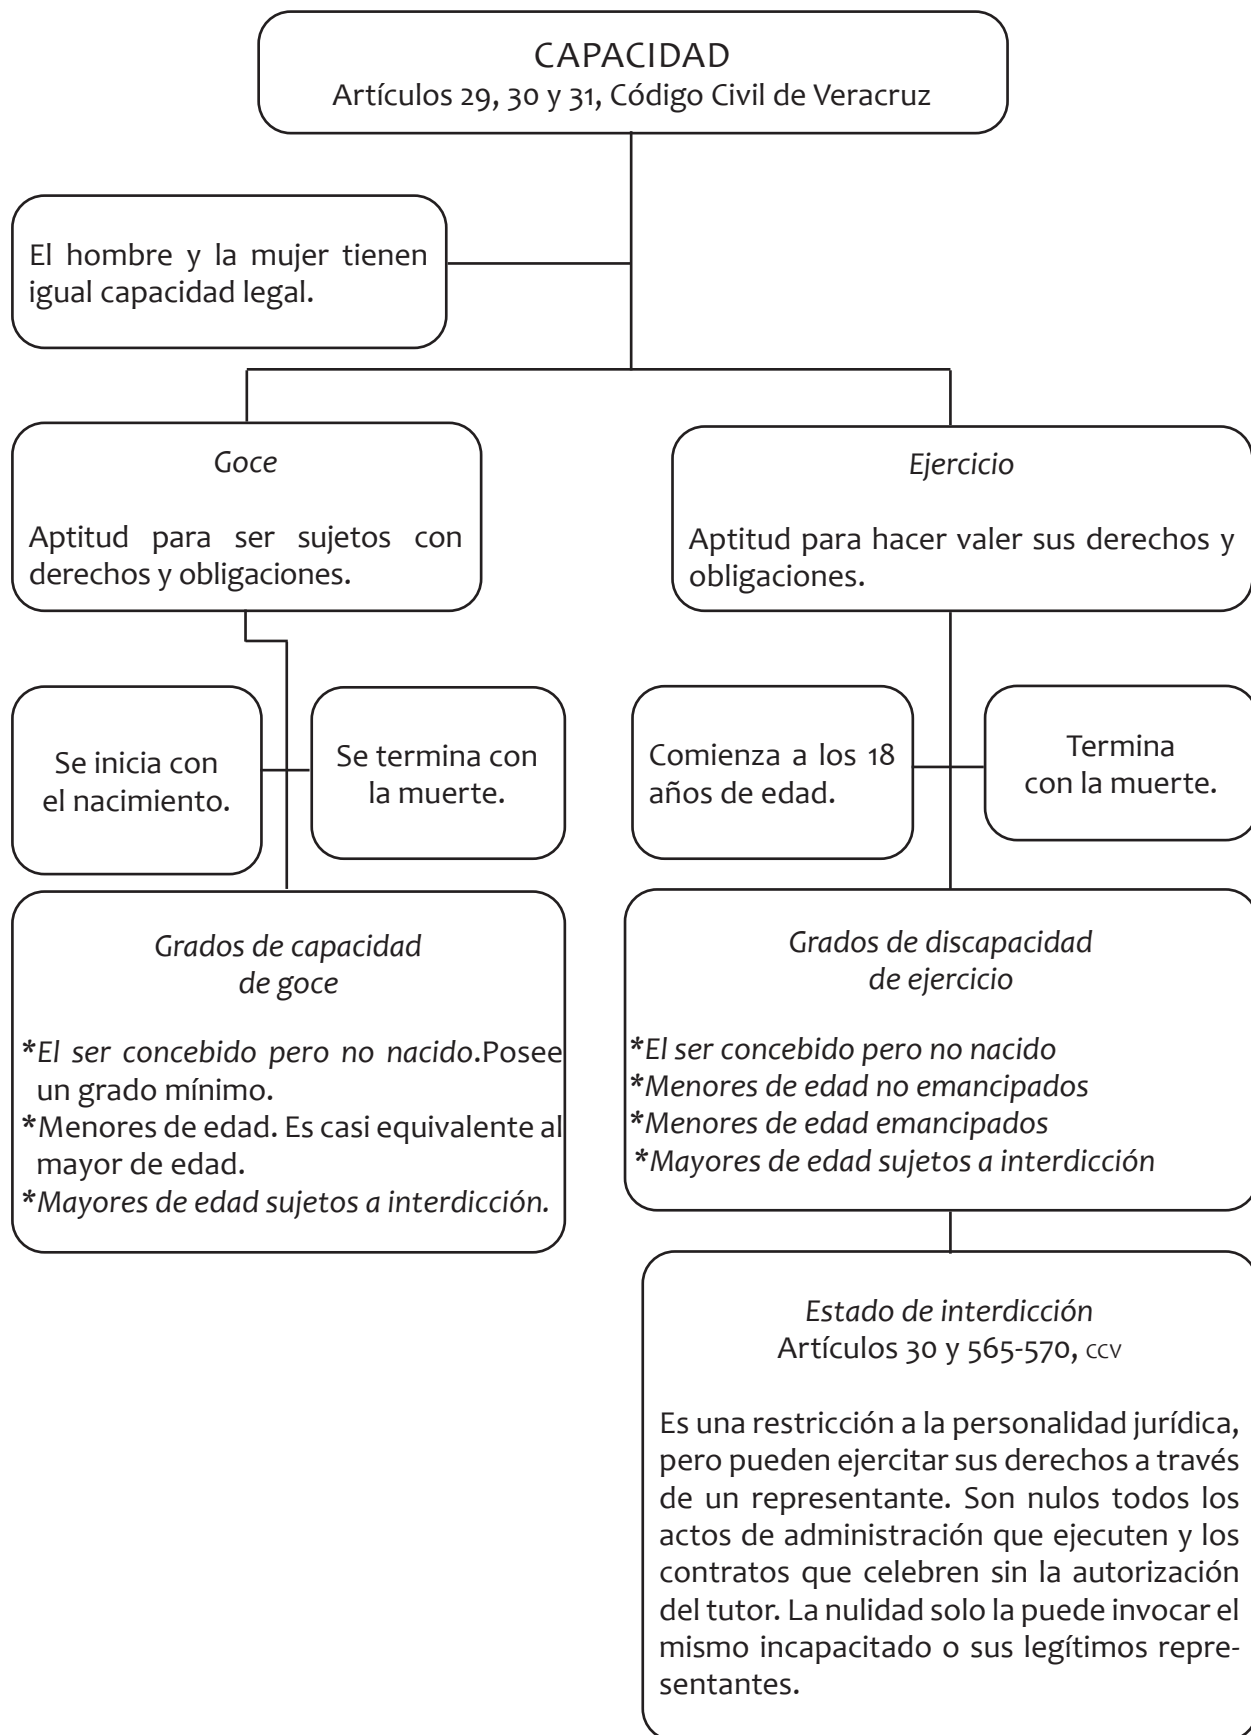 CAPACIDAD
Artículos 29, 30 y 31, Código Civil de Veracruz
El hombre y la mujer tienen
igual capacidad legal.
Goce
Aptitud para ser sujetos con
derechos y obligaciones.
Ejercicio
Aptitud para hacer valer sus derechos y
obligaciones.
Se inicia con
el nacimiento.
Se termina con
la muerte.
Comienza a los 18
años de edad.
Termina
con la muerte.
Grados de capacidad
de goce
*El ser concebido pero no nacido.Posee
un grado mínimo.
*Menores de edad. Es casi equivalente al
mayor de edad.
*Mayores de edad sujetos a interdicción.
Grados de discapacidad
de ejercicio
*El ser concebido pero no nacido
*Menores de edad no emancipados
*Menores de edad emancipados
*Mayores de edad sujetos a interdicción
Estado de interdicción
Artículos 30 y 565-570, CCV
Es una restricción a la personalidad jurídica,
pero pueden ejercitar sus derechos a través
de un representante. Son nulos todos los
actos de administración que ejecuten y los
contratos que celebren sin la autorización
del tutor. La nulidad solo la puede invocar el
mismo incapacitado o sus legítimos repre-
sentantes.